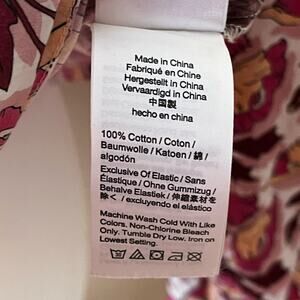 Made in China
Fabriqué en Chine
Hergestellt in China
Vervaardigd in China
中国製
hecho en china
100% Cotton / Coton /
Baumwolle / Katoen / 綿 /
algodón
Exclusive Of Elastic / Sans
Élastique / Ohne Gummizug /
Behalve Elastiek / 伸縮素材を
除く / excluyendo el elástico
Machine Wash Cold With Like
Colors. Non-Chlorine Bleach
Only. Tumble Dry Low. Iron on
Lowest Setting.